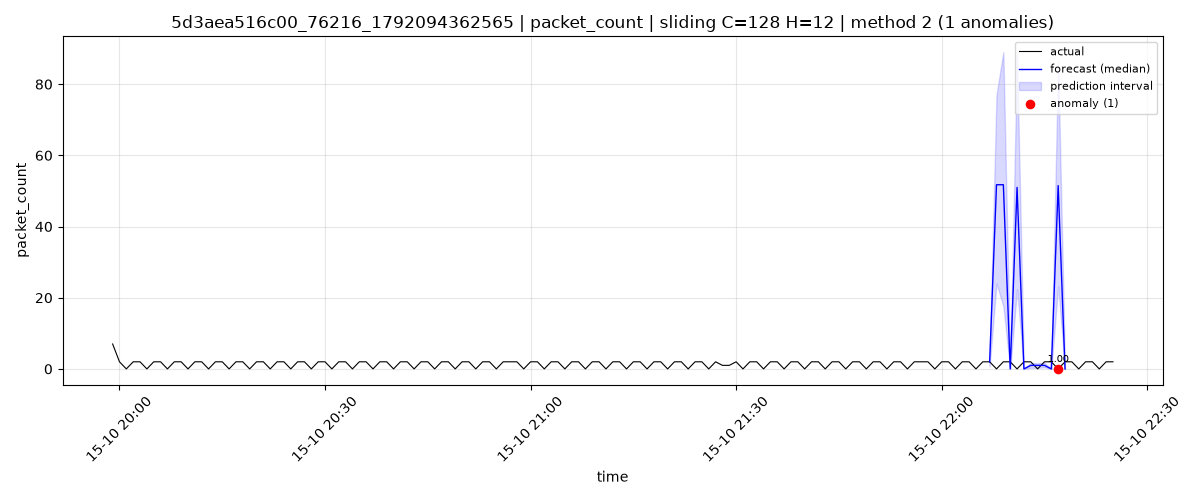 5d3aea516c00_76216_1792094362565 | packet_count | sliding C=128 H=12 | method 2 (1 anomalies)
actual
forecast (median)
prediction interval
anomaly (1)
packet_count
80
60
40
20
0
1.00
15-10 20:00
15-10 20:30
15-10 21:00
15-10 21:30
15-10 22:00
15-10 22:30
time